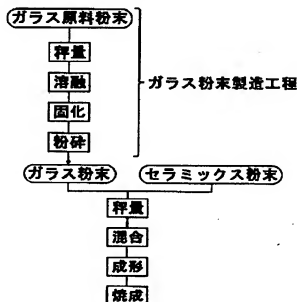 ガラス原料粉末
秤量
溶融
固化
粉砕
ガラス粉末製造工程
ガラス粉末
セラミックス粉末
秤量
混合
成形
焼成